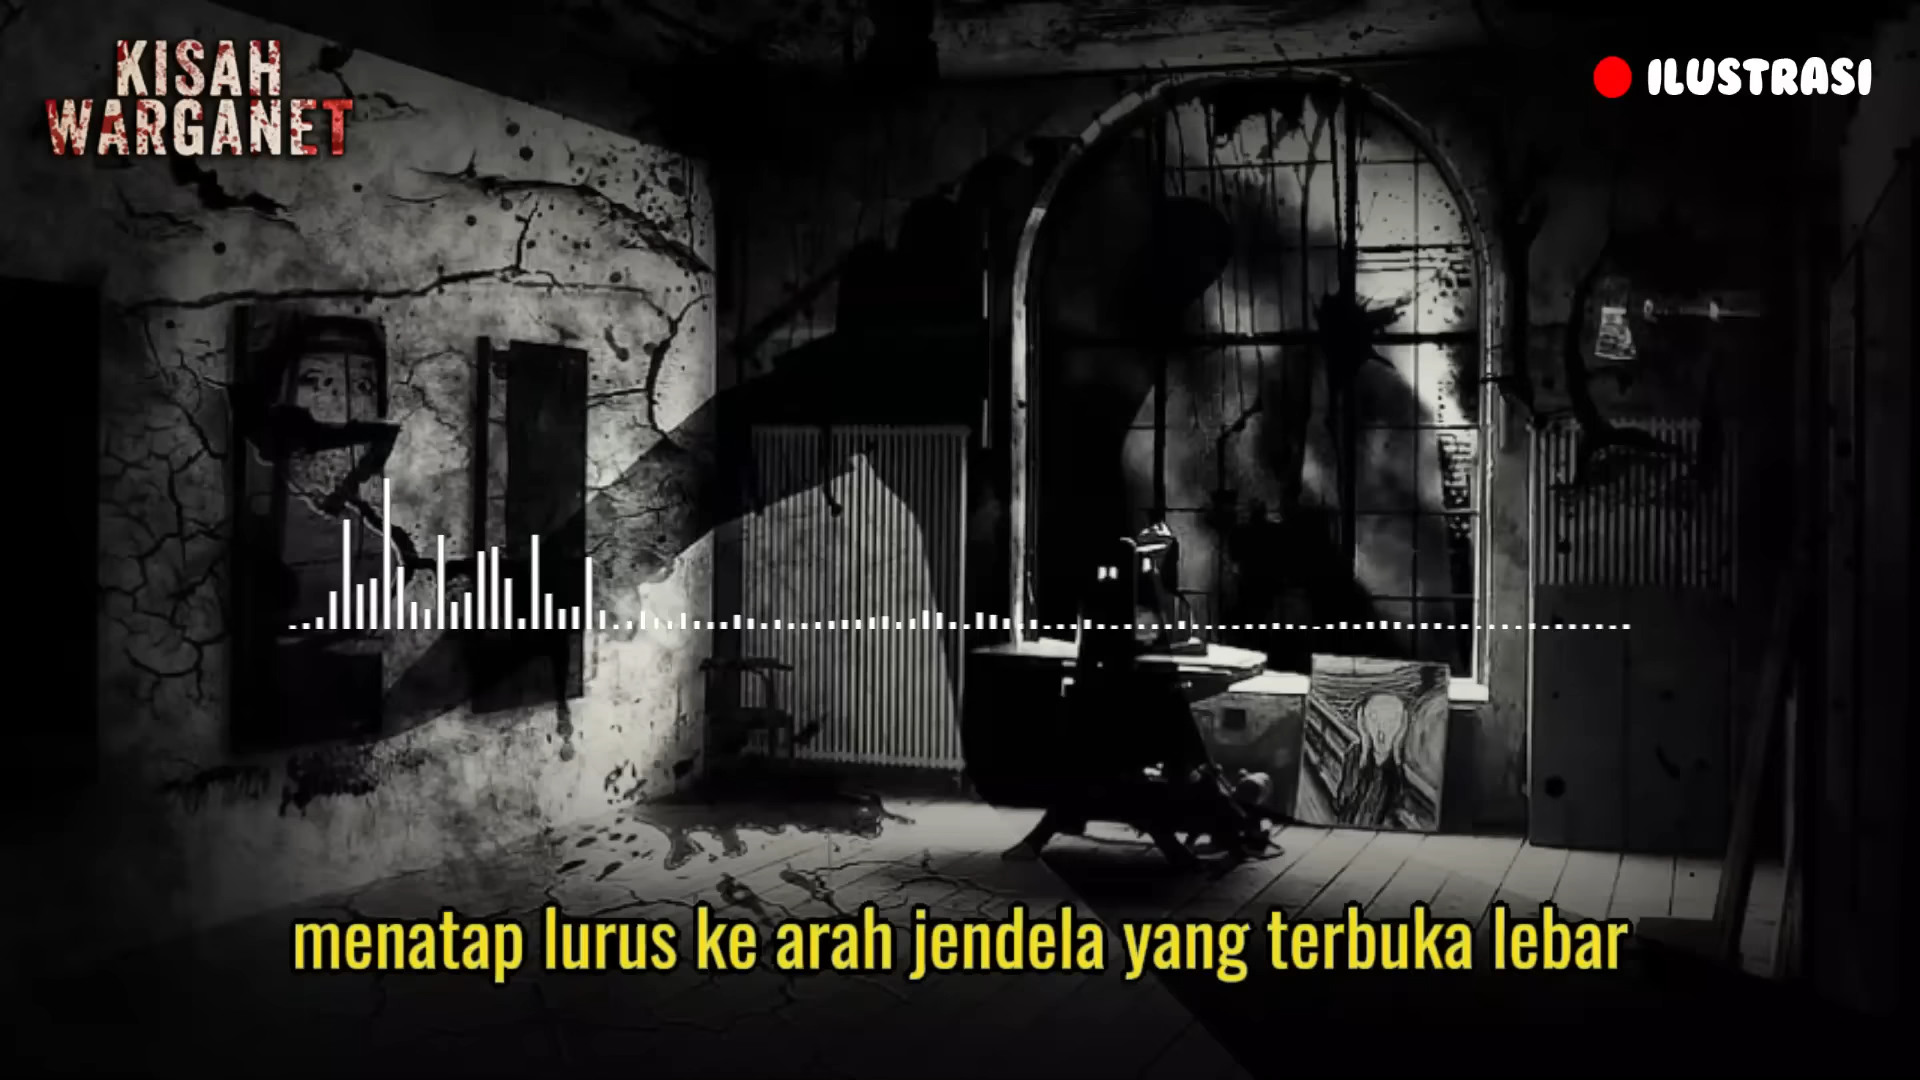 KISAH
WARGANET
ILUSTRASI
menatap lurus ke arah jendela yang terbuka lebar